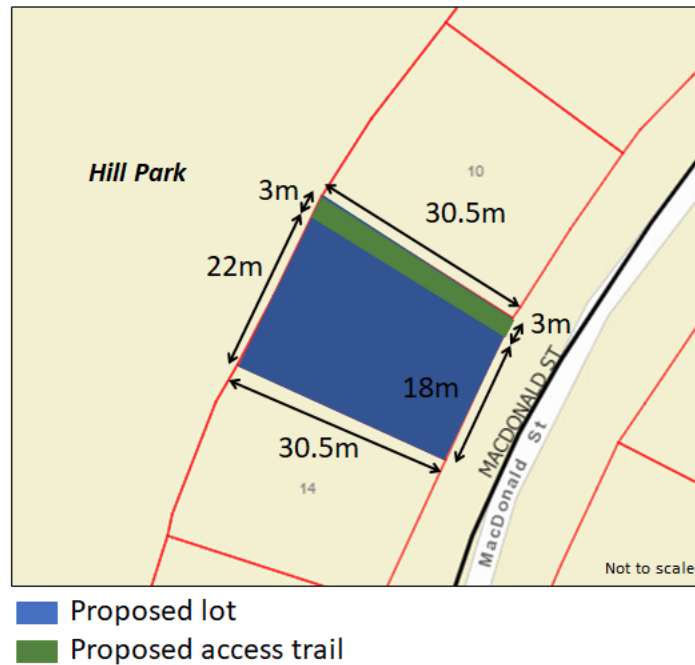 10
Hill Park
3m
30.5m
22m
3m
18m
MACDONALD ST
MacDonald St
30.5m
14
Not to scale
Proposed lot
Proposed access trail